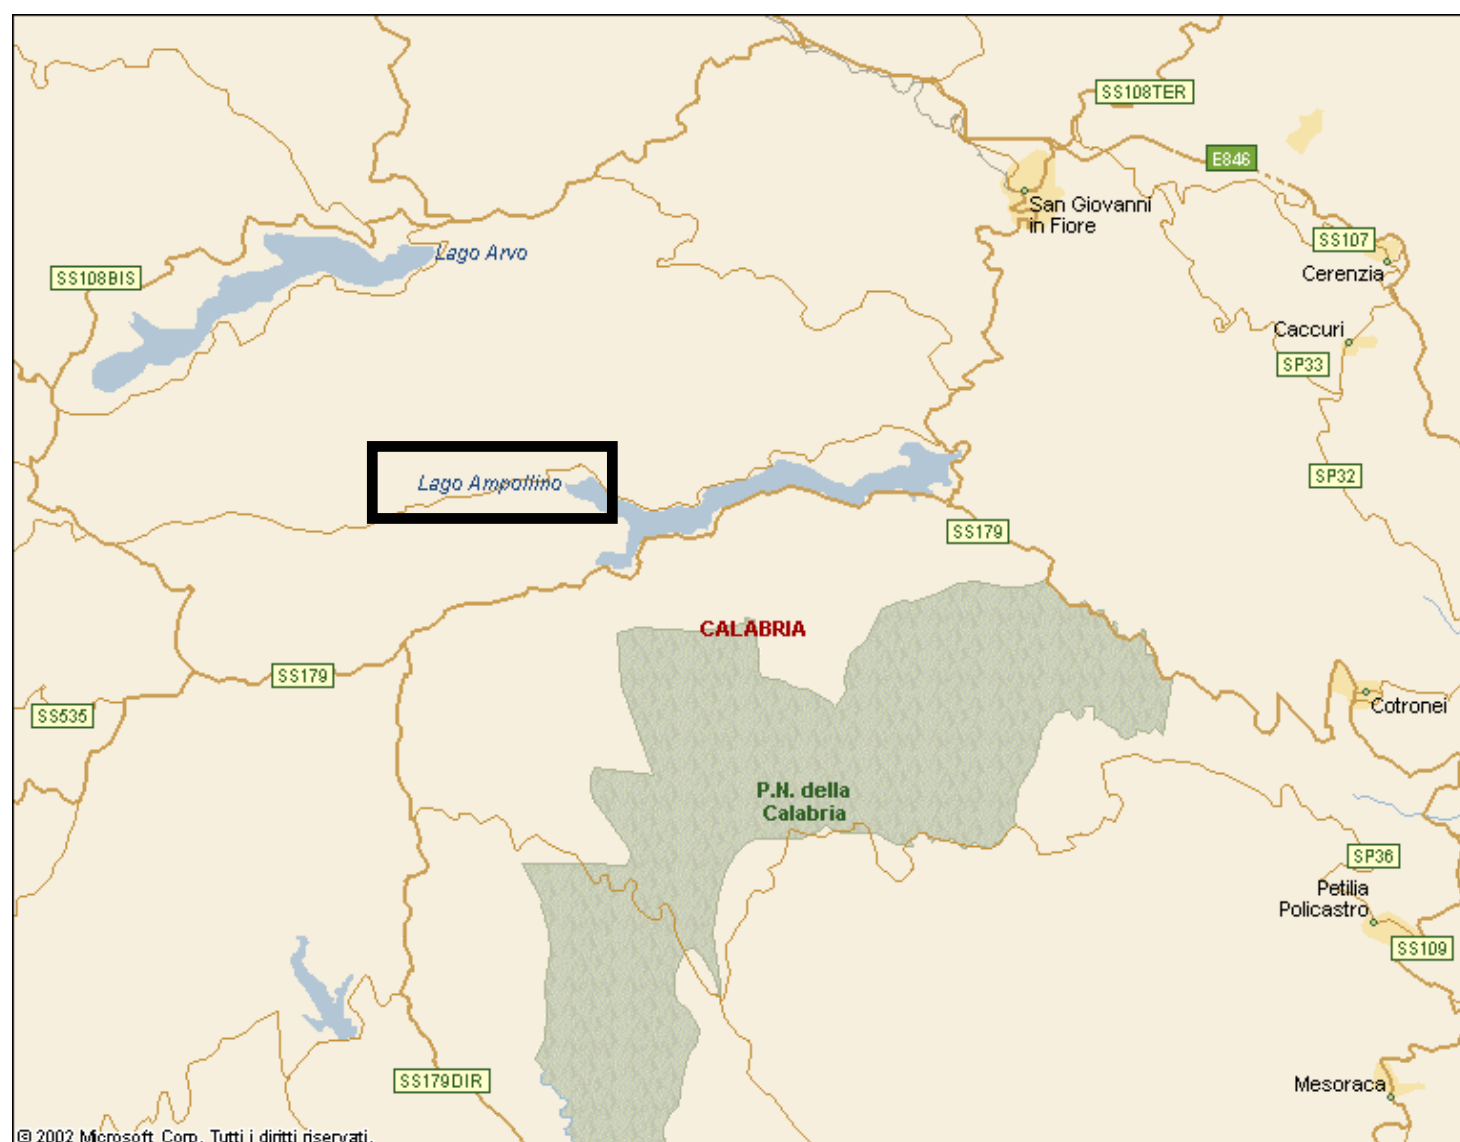 SS108TER
E846
San Giovanni
in Fiore
SS107
Lago Arvo
Cerenzia
SS108BIS
Caccuri
SP33
Lago Ampollino
SP32
SS179
CALABRIA
SS179
SS535
Cotronei
P.N. della
Calabria
SP36
Petilia
Policastro
SS109
SS179DIR
Mesoraca
© 2002 Microsoft Corp. Tutti i diritti riservati.